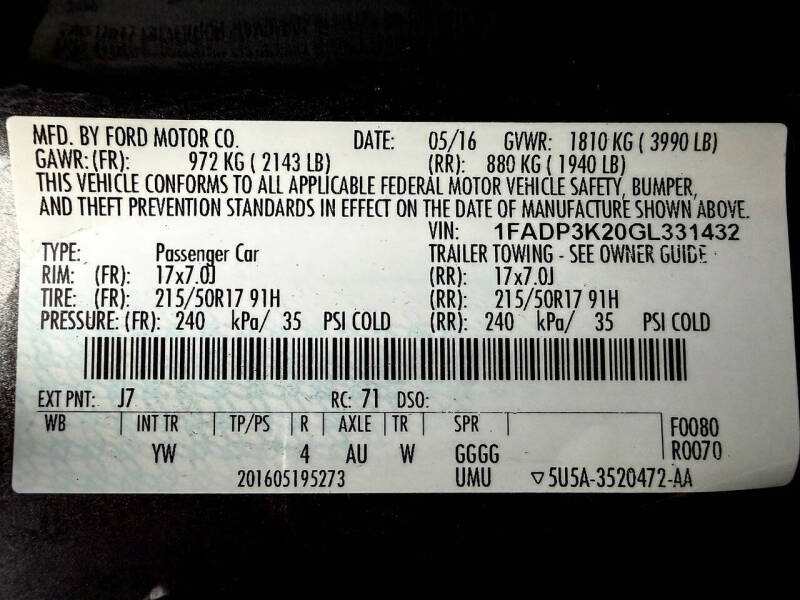 MFD. BY FORD MOTOR CO. DATE: 05/16 GVWR: 1810 KG ( 3990 LB)
GAWR: (FR): 972 KG ( 2143 LB) (RR): 880 KG ( 1940 LB)
THIS VEHICLE CONFORMS TO ALL APPLICABLE FEDERAL MOTOR VEHICLE SAFETY, BUMPER,
AND THEFT PREVENTION STANDARDS IN EFFECT ON THE DATE OF MANUFACTURE SHOWN ABOVE.
VIN: 1FADP3K20GL331432
TYPE: Passenger Car TRAILER TOWING - SEE OWNER GUIDE
RIM: (FR): 17x7.0J (RR): 17x7.0J
TIRE: (FR): 215/50R17 91H (RR): 215/50R17 91H
PRESSURE: (FR): 240 kPa/ 35 PSI COLD (RR): 240 kPa/ 35 PSI COLD
EXT PNT: J7 RC: 71 DSO:
WB INT TR TP/PS R AXLE TR SPR F0080
YW 4 AU W GGGG R0070
201605195273 UMU ▽5U5A-3520472-AA